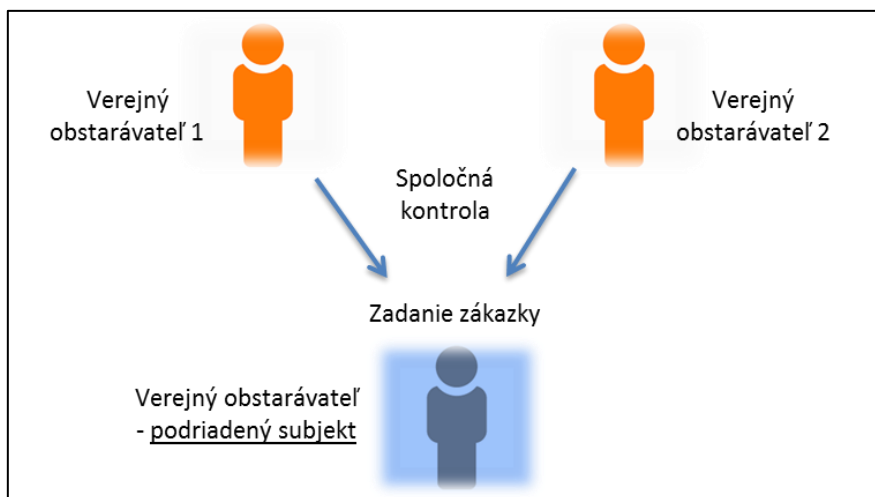 Verejný
obstarávateľ 1
Verejný
obstarávateľ 2
Spoločná
kontrola
Zadanie zákazky
Verejný obstarávateľ
- podriadený subjekt